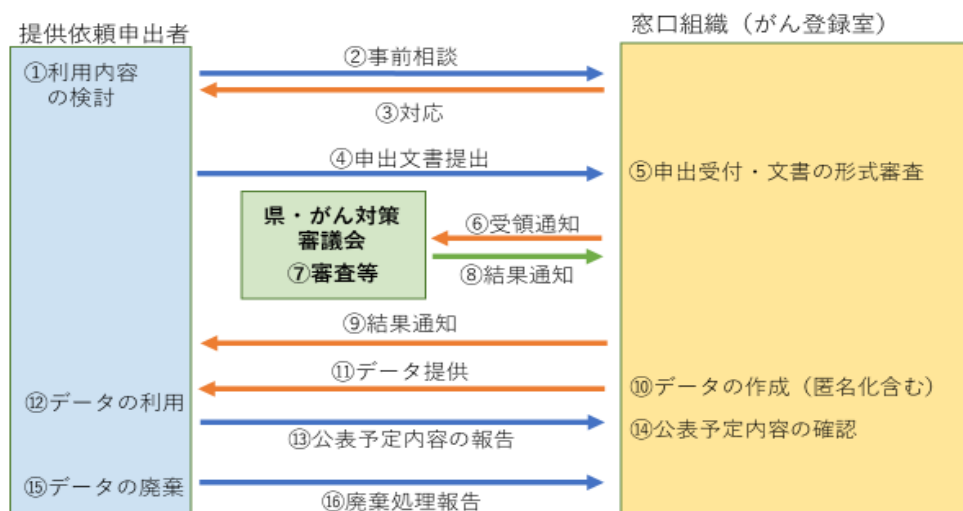 提供依頼申出者
窓口組織（がん登録室）
①利用内容
の検討
②事前相談
③対応
④申出文書提出
⑤申出受付・文書の形式審査
県・がん対策
審議会
⑦審査等
⑥受領通知
⑧結果通知
⑨結果通知
⑪データ提供
⑩データの作成（匿名化含む）
⑫データの利用
⑬公表予定内容の報告
⑭公表予定内容の確認
⑮データの廃棄
⑯廃棄処理報告